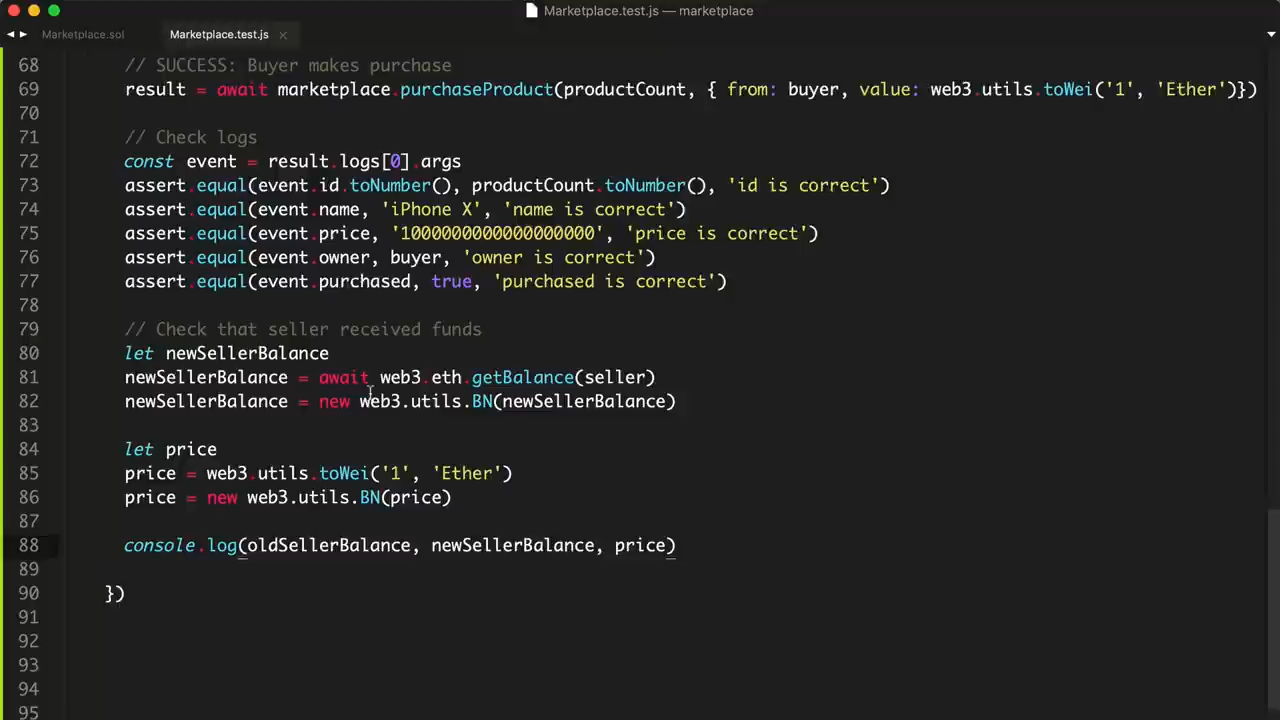 Marketplace.test.js — marketplace
Marketplace.sol Marketplace.test.js ×
68 // SUCCESS: Buyer makes purchase
69 result = await marketplace.purchaseProduct(productCount, { from: buyer, value: web3.utils.toWei('1', 'Ether')})
70
71 // Check logs
72 const event = result.logs[0].args
73 assert.equal(event.id.toNumber(), productCount.toNumber(), 'id is correct')
74 assert.equal(event.name, 'iPhone X', 'name is correct')
75 assert.equal(event.price, '1000000000000000000', 'price is correct')
76 assert.equal(event.owner, buyer, 'owner is correct')
77 assert.equal(event.purchased, true, 'purchased is correct')
78
79 // Check that seller received funds
80 let newSellerBalance
81 newSellerBalance = await web3.eth.getBalance(seller)
82 newSellerBalance = new web3.utils.BN(newSellerBalance)
83
84 let price
85 price = web3.utils.toWei('1', 'Ether')
86 price = new web3.utils.BN(price)
87
88 console.log(oldSellerBalance, newSellerBalance, price)
89
90 })
91
92
93
94
95